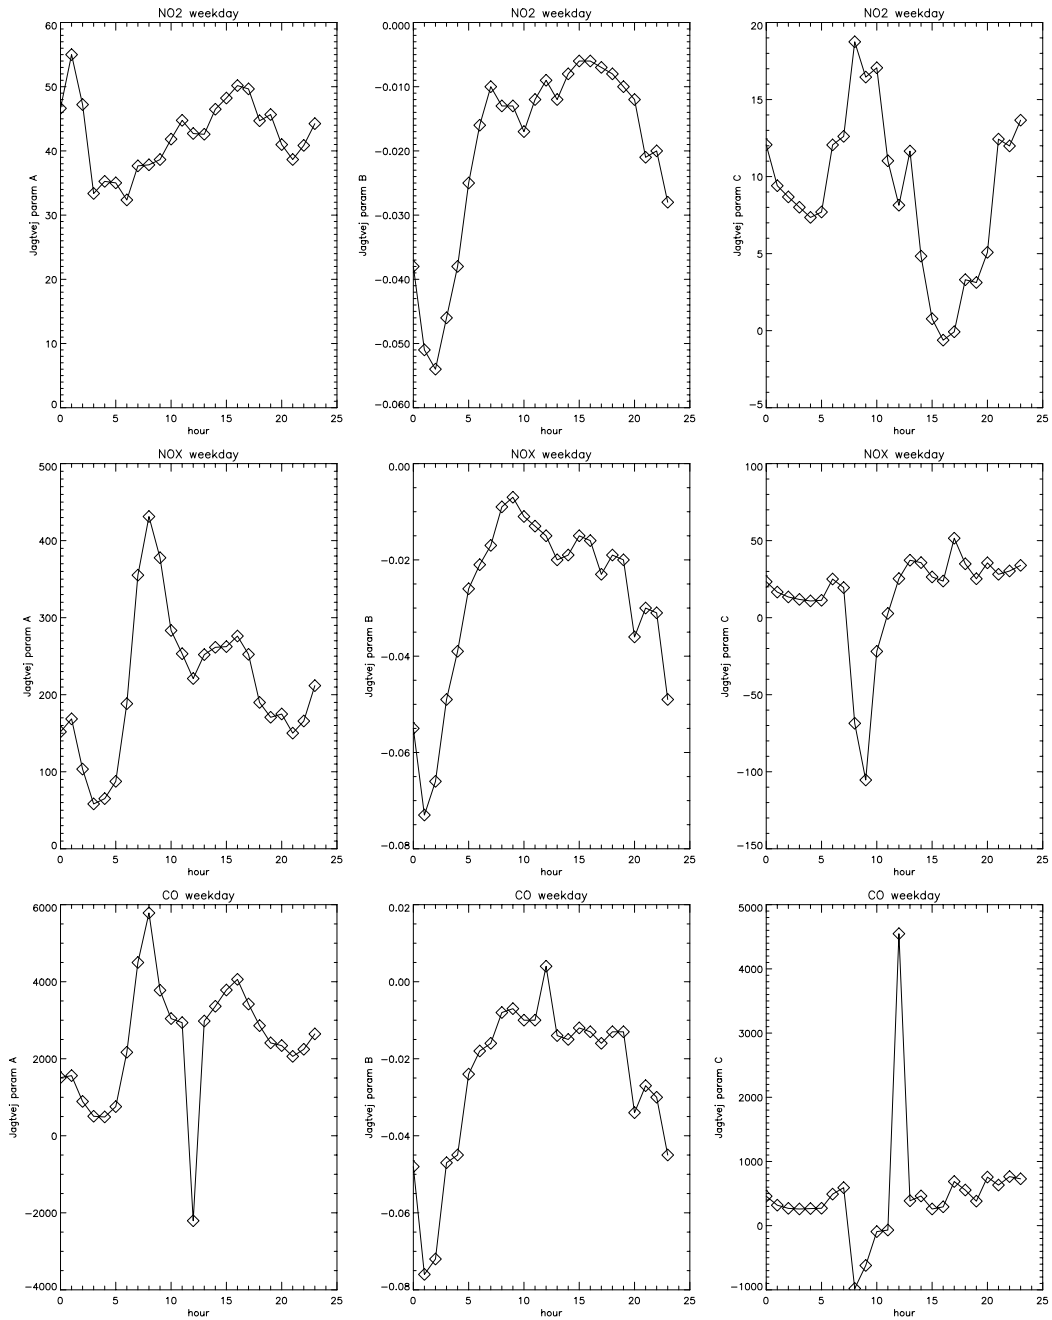 NO2 weekday
Jagtvej param A
60
50
40
30
20
10
0
0 5 10 15 20 25
hour
NO2 weekday
Jagtvej param B
0.000
−0.010
−0.020
−0.030
−0.040
−0.050
−0.060
0 5 10 15 20 25
hour
NO2 weekday
Jagtvej param C
20
15
10
5
0
−5
0 5 10 15 20 25
hour
NOX weekday
Jagtvej param A
500
400
300
200
100
0
0 5 10 15 20 25
hour
NOX weekday
Jagtvej param B
0.00
−0.02
−0.04
−0.06
−0.08
0 5 10 15 20 25
hour
NOX weekday
Jagtvej param C
100
50
0
−50
−100
−150
0 5 10 15 20 25
hour
CO weekday
Jagtvej param A
6000
4000
2000
0
−2000
−4000
0 5 10 15 20 25
hour
CO weekday
Jagtvej param B
0.02
0.00
−0.02
−0.04
−0.06
−0.08
0 5 10 15 20 25
hour
CO weekday
Jagtvej param C
5000
4000
3000
2000
1000
0
−1000
0 5 10 15 20 25
hour